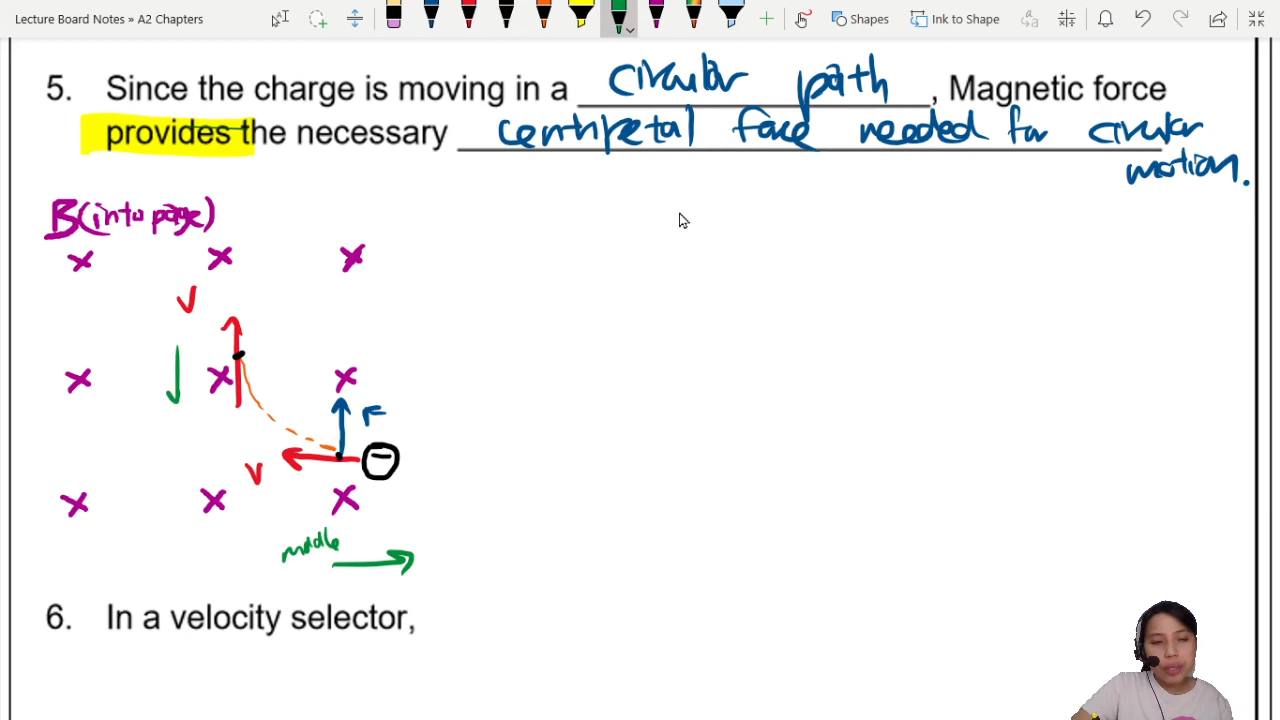 Lecture Board Notes » A2 Chapters
Shapes
Ink to Shape
5. Since the charge is moving in a circular path, Magnetic force
provides the necessary centripetal force needed for circular
motion.
B(into page)
x x x
v
x x x
F
v −
x x x
middle
6. In a velocity selector,